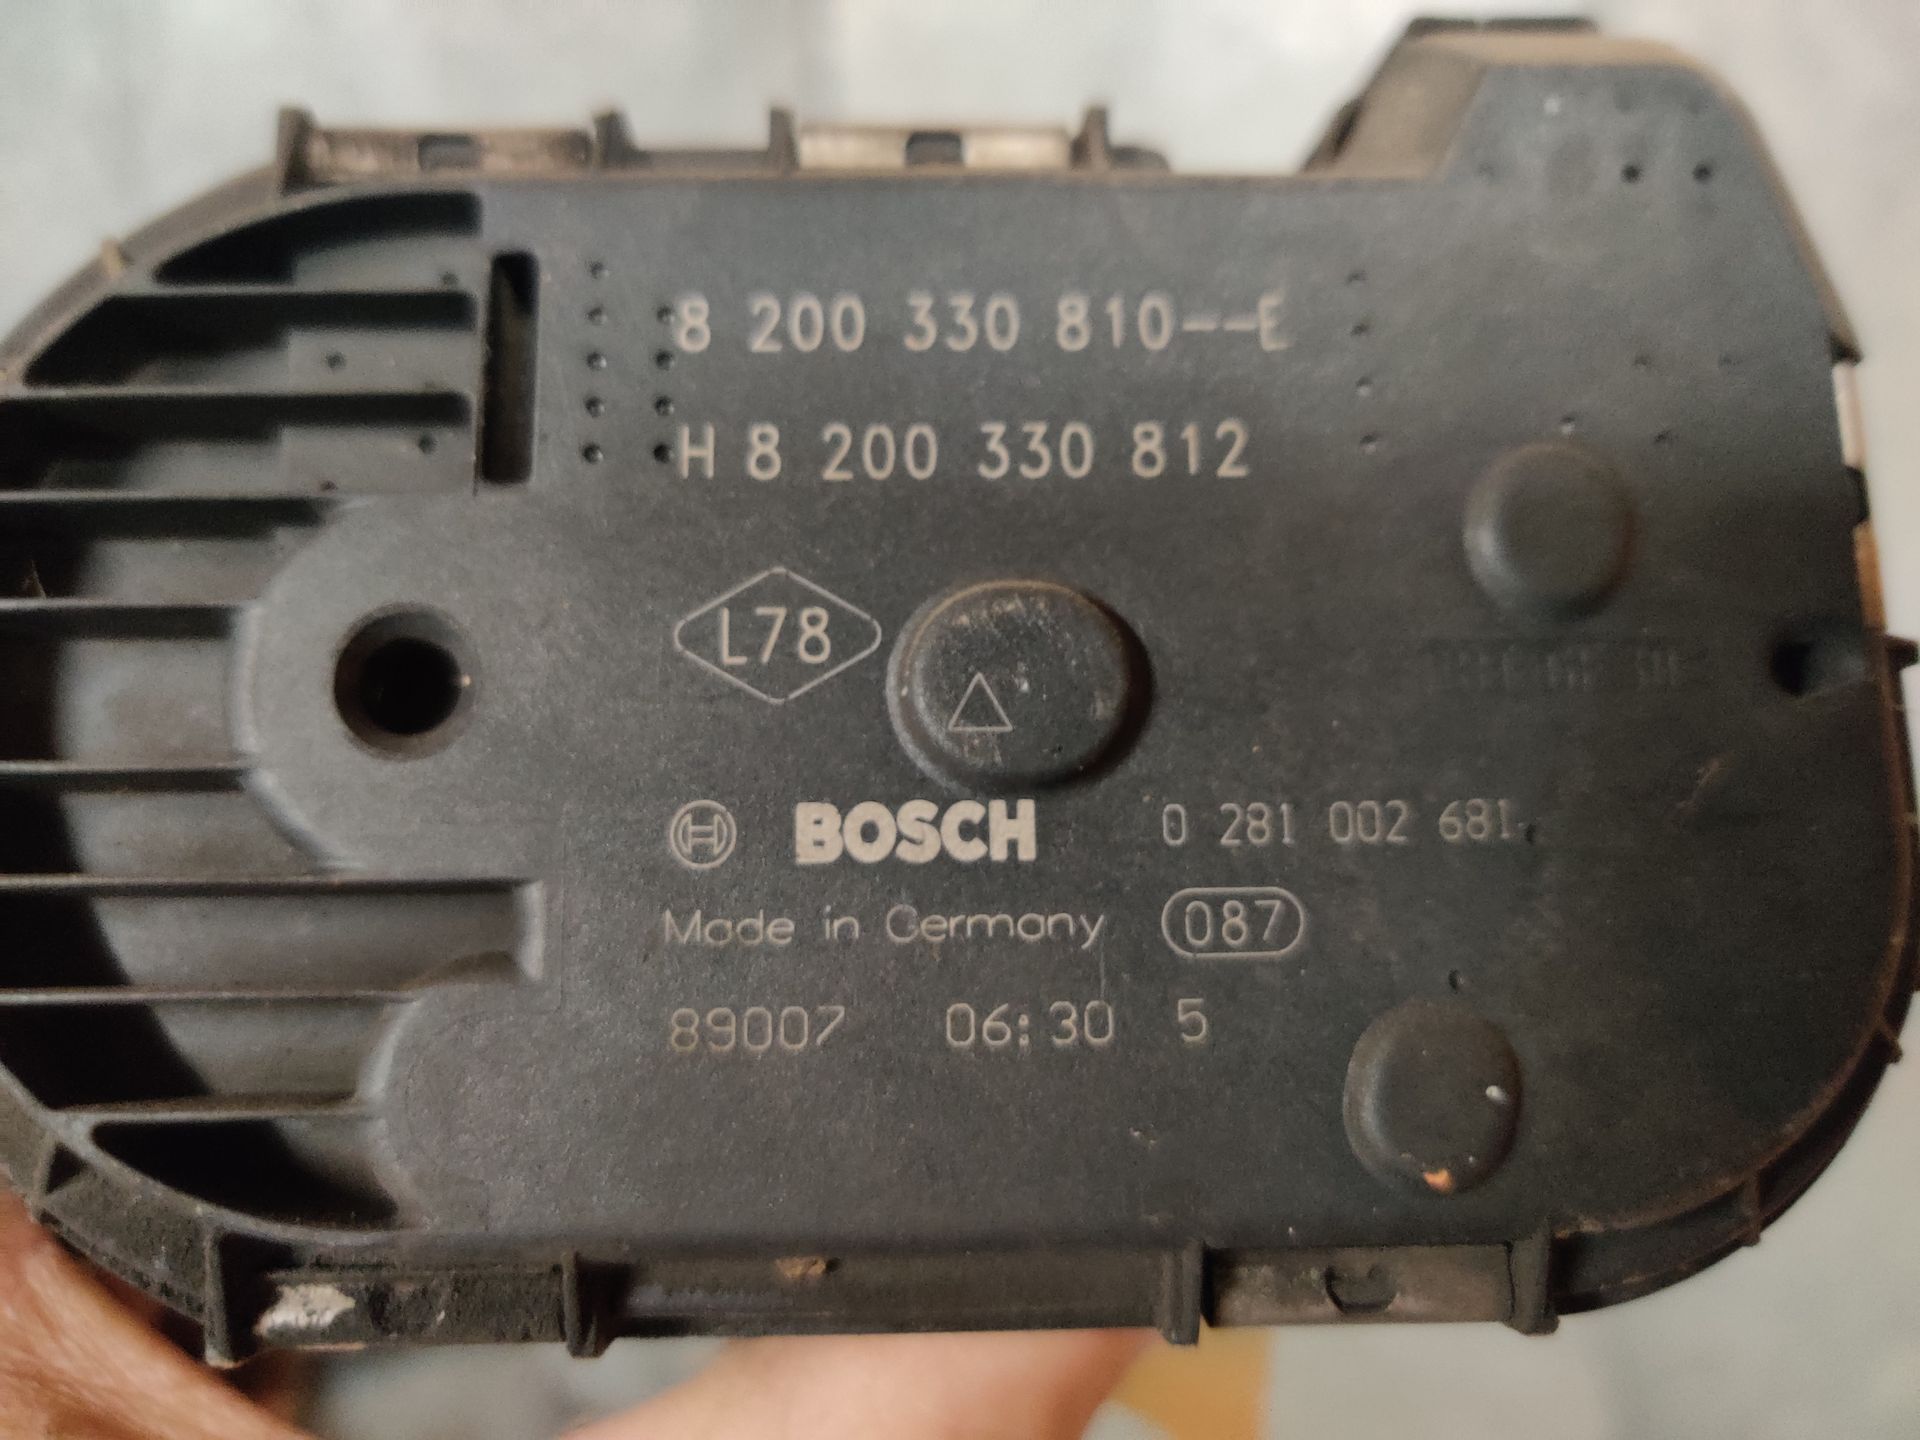 8 200 330 810--E
H 8 200 330 812
L78
BOSCH 0 281 002 681
Made in Germany 087
89007 06:30 5